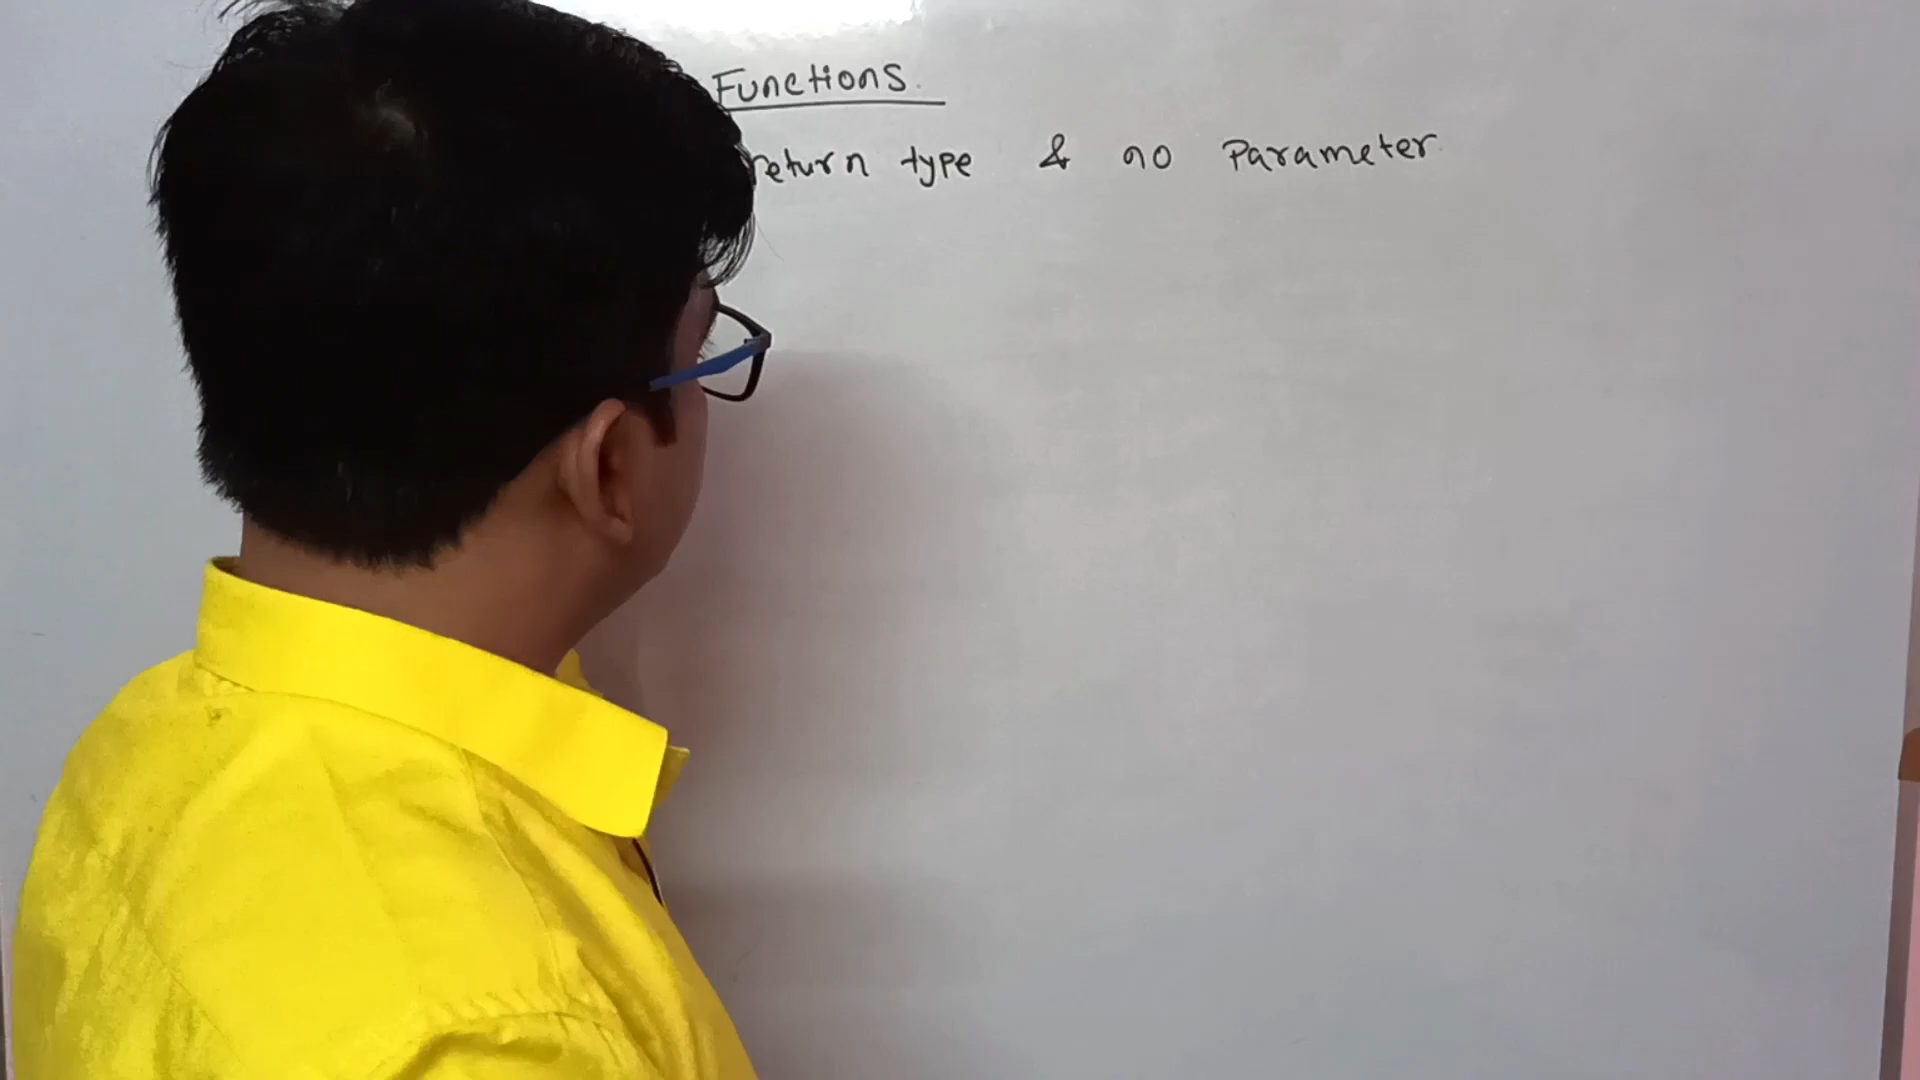 Functions.
return type & no Parameter.